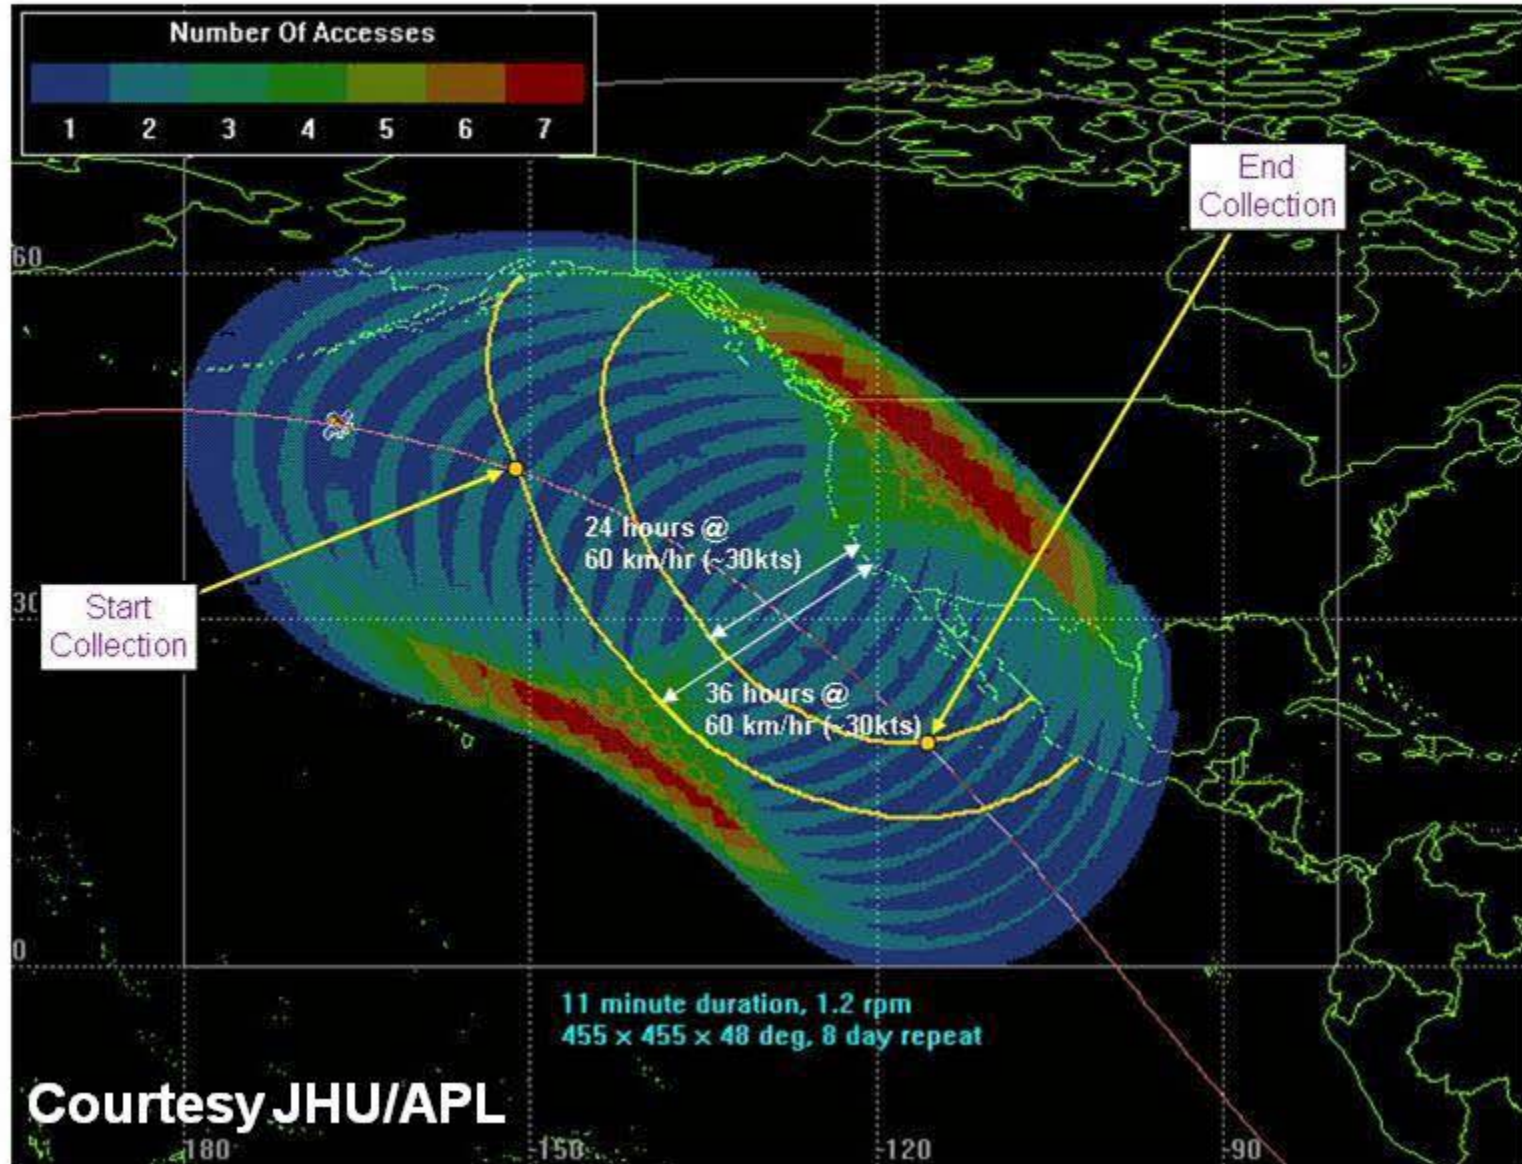 Number Of Accesses
1 2 3 4 5 6 7
End
Collection
60
24 hours @
60 km/hr (~30kts)
Start
Collection
30
36 hours @
60 km/hr (~30kts)
0
11 minute duration, 1.2 rpm
455 x 455 x 48 deg, 8 day repeat
Courtesy JHU/APL
180 -150 -120 -90